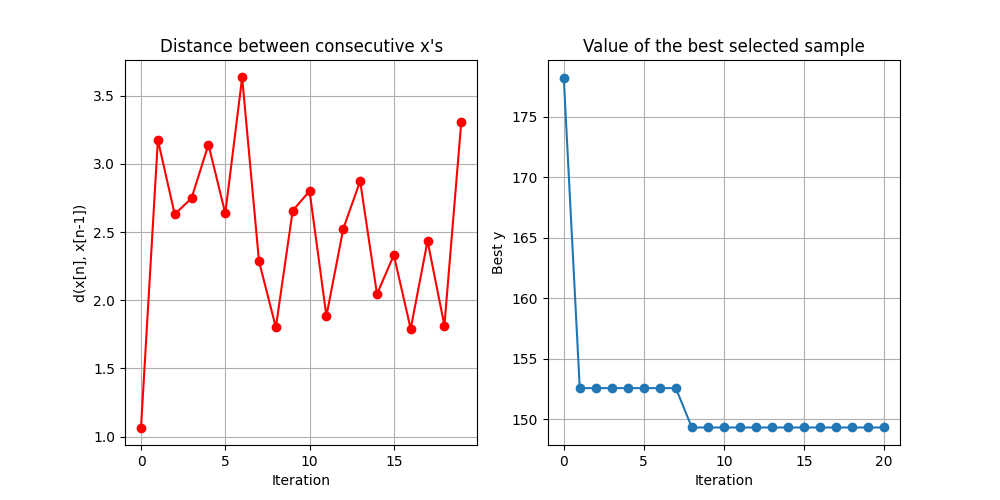 Distance between consecutive x's
3.5
3.0
2.5
2.0
1.5
1.0
d(x[n], x[n-1])
0 5 10 15
Iteration
Value of the best selected sample
175
170
165
160
155
150
Best y
0 5 10 15 20
Iteration